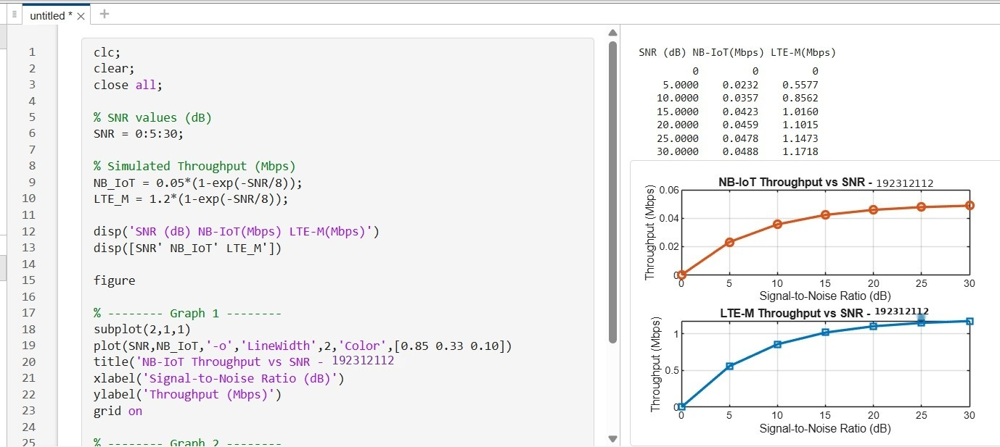 untitled *
1 clc;
2 clear;
3 close all;
4
5 % SNR values (dB)
6 SNR = 0:5:30;
7
8 % Simulated Throughput (Mbps)
9 NB_IoT = 0.05*(1-exp(-SNR/8));
10 LTE_M = 1.2*(1-exp(-SNR/8));
11
12 disp('SNR (dB) NB-IoT(Mbps) LTE-M(Mbps)')
13 disp([SNR' NB_IoT' LTE_M'])
14
15 figure
16
17 % -------- Graph 1 --------
18 subplot(2,1,1)
19 plot(SNR,NB_IoT,'-o','LineWidth',2,'Color',[0.85 0.33 0.10])
20 title('NB-IoT Throughput vs SNR - 192312112
21 xlabel('Signal-to-Noise Ratio (dB)')
22 ylabel('Throughput (Mbps)')
23 grid on
24
25 % -------- Graph 2 --------
SNR (dB) NB-IoT(Mbps) LTE-M(Mbps)
0 0 0
5.0000 0.0232 0.5577
10.0000 0.0357 0.8562
15.0000 0.0423 1.0160
20.0000 0.0459 1.1015
25.0000 0.0478 1.1473
30.0000 0.0488 1.1718
NB-IoT Throughput vs SNR - 192312112
Throughput (Mbps)
0.06
0.04
0.02
0
0 5 10 15 20 25 30
Signal-to-Noise Ratio (dB)
LTE-M Throughput vs SNR - 192312112
Throughput (Mbps)
1
0.5
0
0 5 10 15 20 25 30
Signal-to-Noise Ratio (dB)